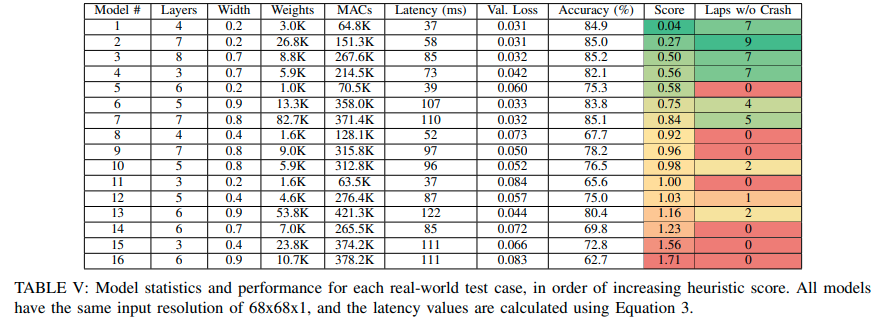 Model # Layers Width Weights MACs Latency (ms) Val. Loss Accuracy (%) Score Laps w/o Crash
1 4 0.2 3.0K 64.8K 37 0.031 84.9 0.04 7
2 7 0.2 26.8K 151.3K 58 0.031 85.0 0.27 9
3 8 0.7 8.8K 267.6K 85 0.032 85.2 0.50 7
4 3 0.7 5.9K 214.5K 73 0.042 82.1 0.56 7
5 6 0.2 1.0K 70.5K 39 0.060 75.3 0.58 0
6 5 0.9 13.3K 358.0K 107 0.033 83.8 0.75 4
7 7 0.8 82.7K 371.4K 110 0.032 85.1 0.84 5
8 4 0.4 1.6K 128.1K 52 0.073 67.7 0.92 0
9 7 0.8 9.0K 315.8K 97 0.050 78.2 0.96 0
10 5 0.8 5.9K 312.8K 96 0.052 76.5 0.98 2
11 3 0.2 1.6K 63.5K 37 0.084 65.6 1.00 0
12 5 0.4 4.6K 276.4K 87 0.057 75.0 1.03 1
13 6 0.9 53.8K 421.3K 122 0.044 80.4 1.16 2
14 6 0.7 7.0K 265.5K 85 0.072 69.8 1.23 0
15 3 0.4 23.8K 374.2K 111 0.066 72.8 1.56 0
16 6 0.9 10.7K 378.2K 111 0.083 62.7 1.71 0
TABLE V: Model statistics and performance for each real-world test case, in order of increasing heuristic score. All models
have the same input resolution of 68x68x1, and the latency values are calculated using Equation 3.